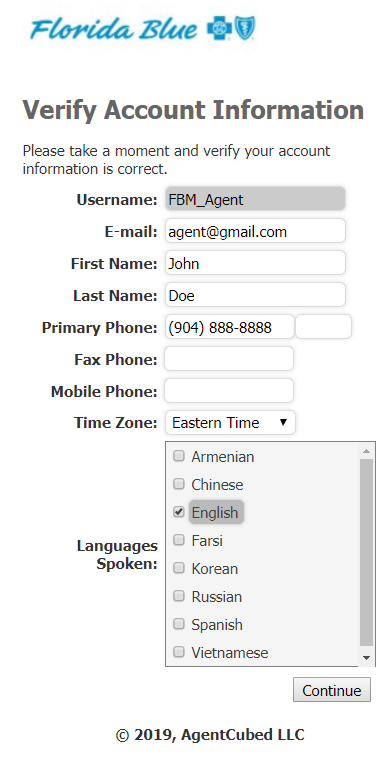 Florida Blue
Verify Account Information
Please take a moment and verify your account
information is correct.
Username: FBM_Agent
E-mail: agent@gmail.com
First Name: John
Last Name: Doe
Primary Phone: (904) 888-8888
Fax Phone:
Mobile Phone:
Time Zone: Eastern Time
Languages
Spoken:
Armenian
Chinese
English
Farsi
Korean
Russian
Spanish
Vietnamese
Continue
© 2019, AgentCubed LLC